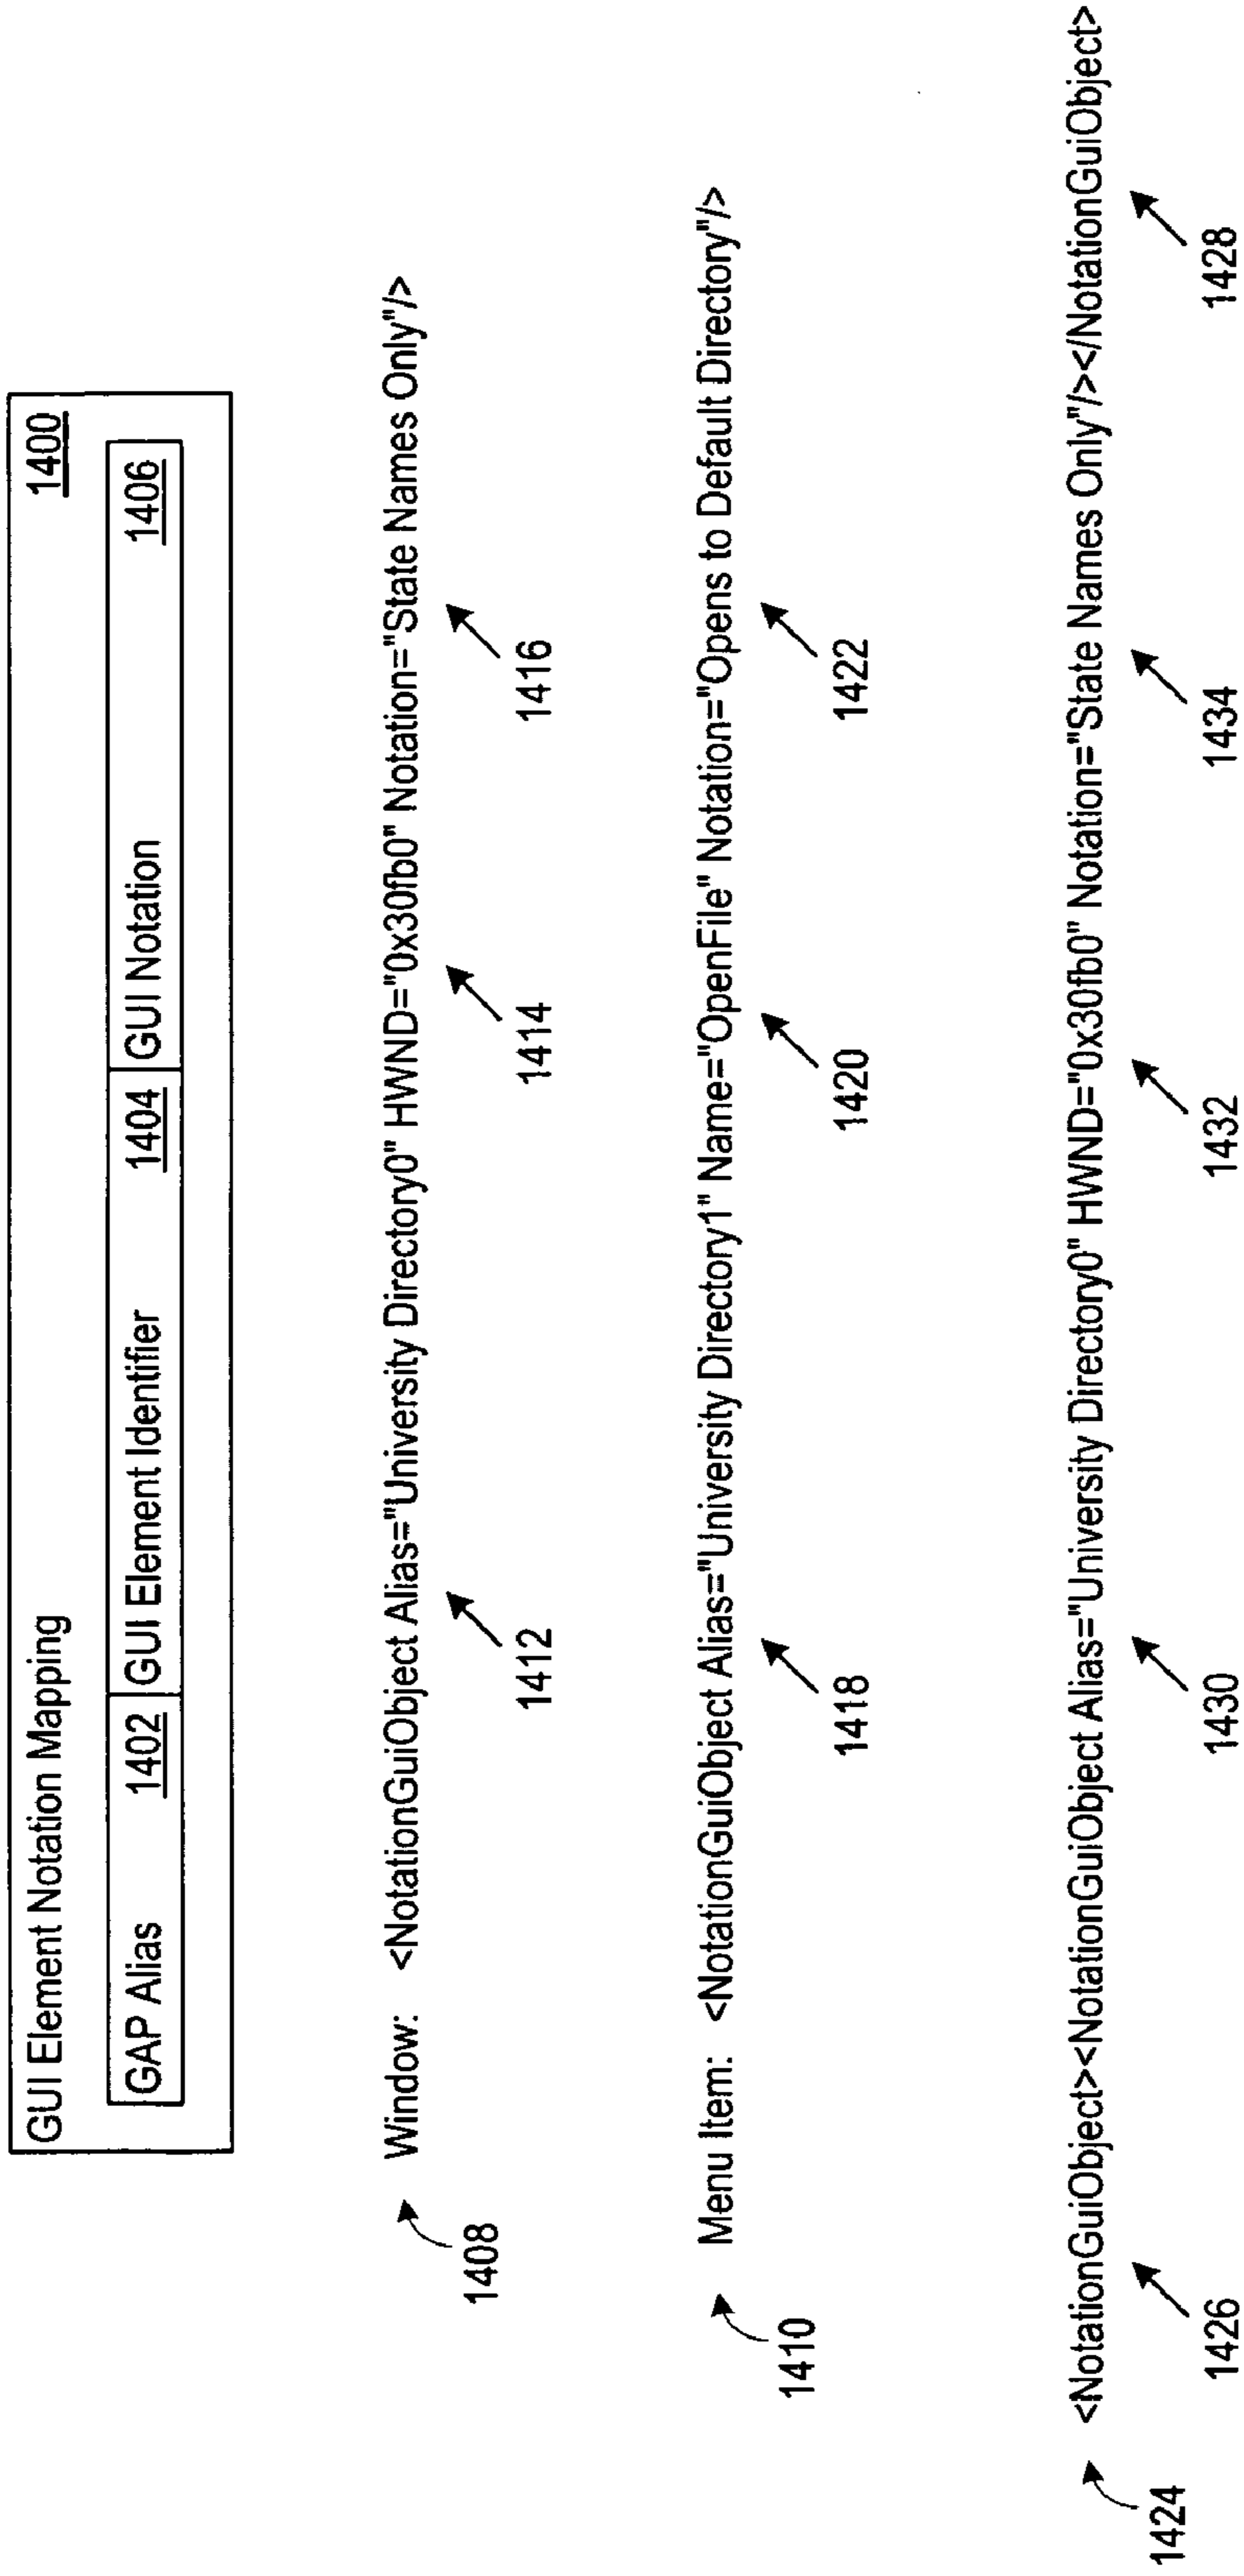 GUI Element Notation Mapping 1400
GAP Alias 1402 GUI Element Identifier 1404 GUI Notation 1406
1408 Window: <NotationGuiObject Alias="University Directory0" HWND="0x30fb0" Notation="State Names Only"/>
1412 1414 1416
1410 Menu Item: <NotationGuiObject Alias="University Directory1" Name="OpenFile" Notation="Opens to Default Directory"/>
1418 1420 1422
1424 <NotationGuiObject><NotationGuiObject Alias="University Directory0" HWND="0x30fb0" Notation="State Names Only"/></NotationGuiObject>
1426 1430 1432 1434 1428